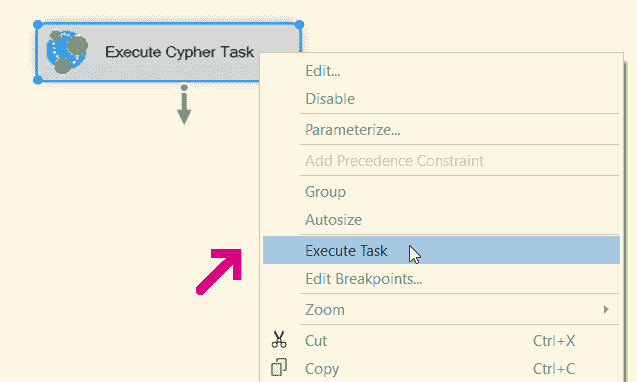 Execute Cypher Task
Edit...
Disable
Parameterize...
Add Precedence Constraint
Group
Autosize
Execute Task
Edit Breakpoints...
Zoom
Cut Ctrl+X
Copy Ctrl+C